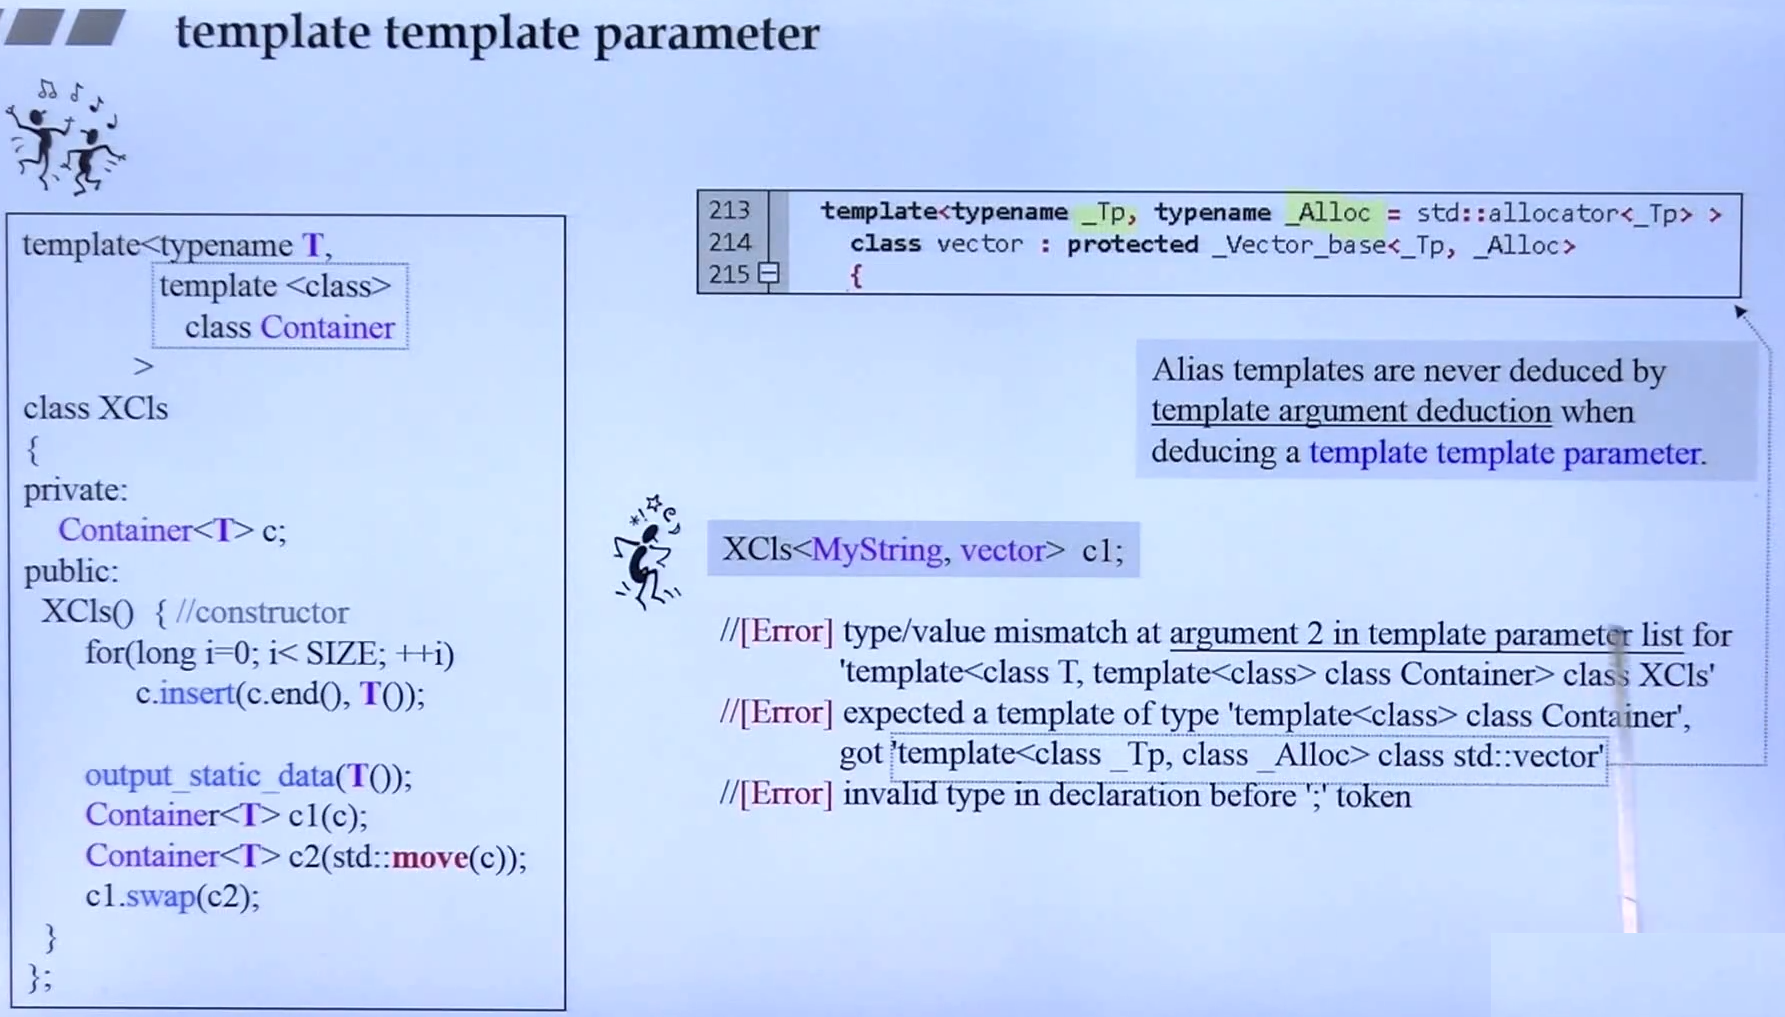 template template parameter
template<typename T,
template <class>
class Container
>
class XCls
{
private:
Container<T> c;
public:
XCls() { //constructor
for(long i=0; i< SIZE; ++i)
c.insert(c.end(), T());
output_static_data(T());
Container<T> c1(c);
Container<T> c2(std::move(c));
c1.swap(c2);
}
};
213 template<typename _Tp, typename _Alloc = std::allocator<_Tp> >
214 class vector : protected _Vector_base<_Tp, _Alloc>
215 {
Alias templates are never deduced by
template argument deduction when
deducing a template template parameter.
XCls<MyString, vector> c1;
//[Error] type/value mismatch at argument 2 in template parameter list for
'template<class T, template<class> class Container> class XCls'
//[Error] expected a template of type 'template<class> class Container',
got 'template<class _Tp, class _Alloc> class std::vector'
//[Error] invalid type in declaration before ';' token